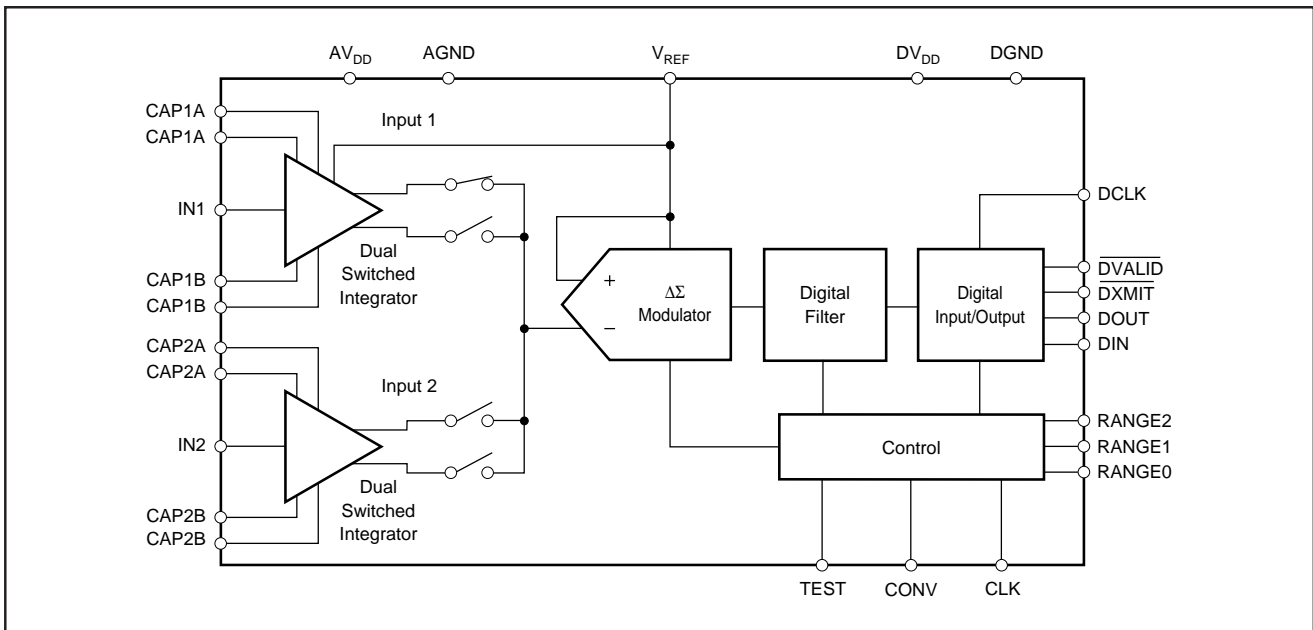 AVDD
AGND
VREF
DVDD
DGND
CAP1A
CAP1A
Input 1
IN1
DCLK
Dual
Switched
Integrator
CAP1B
CAP1B
DVALID
DXMIT
DOUT
DIN
+
−
ΔΣ
Modulator
Digital
Filter
Digital
Input/Output
CAP2A
CAP2A
Input 2
IN2
Dual
Switched
Integrator
CAP2B
CAP2B
Control
RANGE2
RANGE1
RANGE0
TEST
CONV
CLK